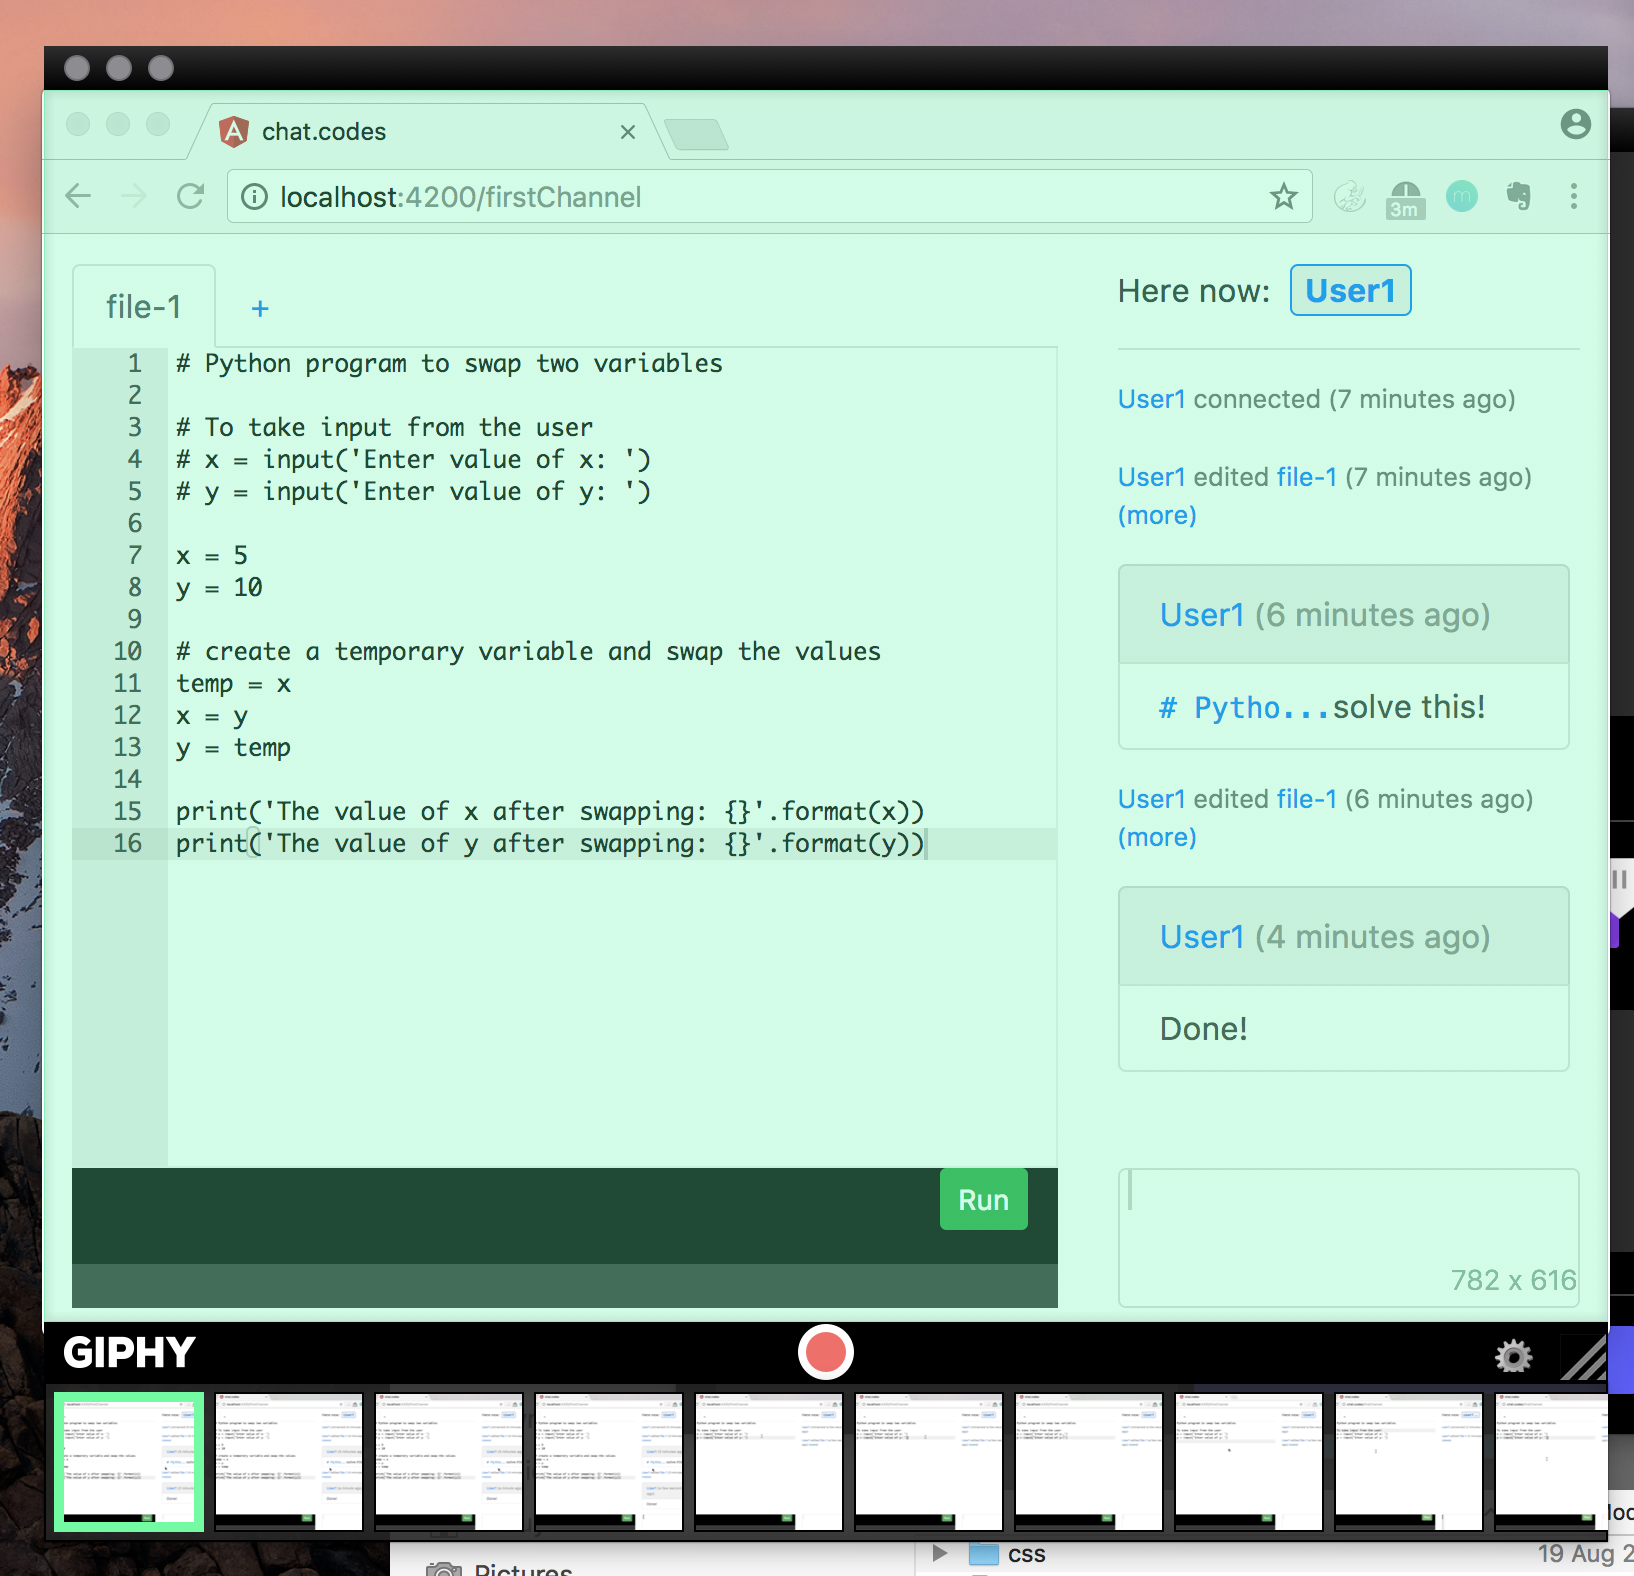 chat.codes
localhost:4200/firstChannel
3m
m
file-1
+
Here now: User1
1 # Python program to swap two variables
2
3 # To take input from the user
4 # x = input('Enter value of x: ')
5 # y = input('Enter value of y: ')
6
7 x = 5
8 y = 10
9
10 # create a temporary variable and swap the values
11 temp = x
12 x = y
13 y = temp
14
15 print('The value of x after swapping: {}'.format(x))
16 print('The value of y after swapping: {}'.format(y))
User1 connected (7 minutes ago)
User1 edited file-1 (7 minutes ago)
(more)
User1 (6 minutes ago)
# Pytho...solve this!
User1 edited file-1 (6 minutes ago)
(more)
User1 (4 minutes ago)
Done!
Run
782 x 616
GIPHY
Pictures
css
19 Aug 2